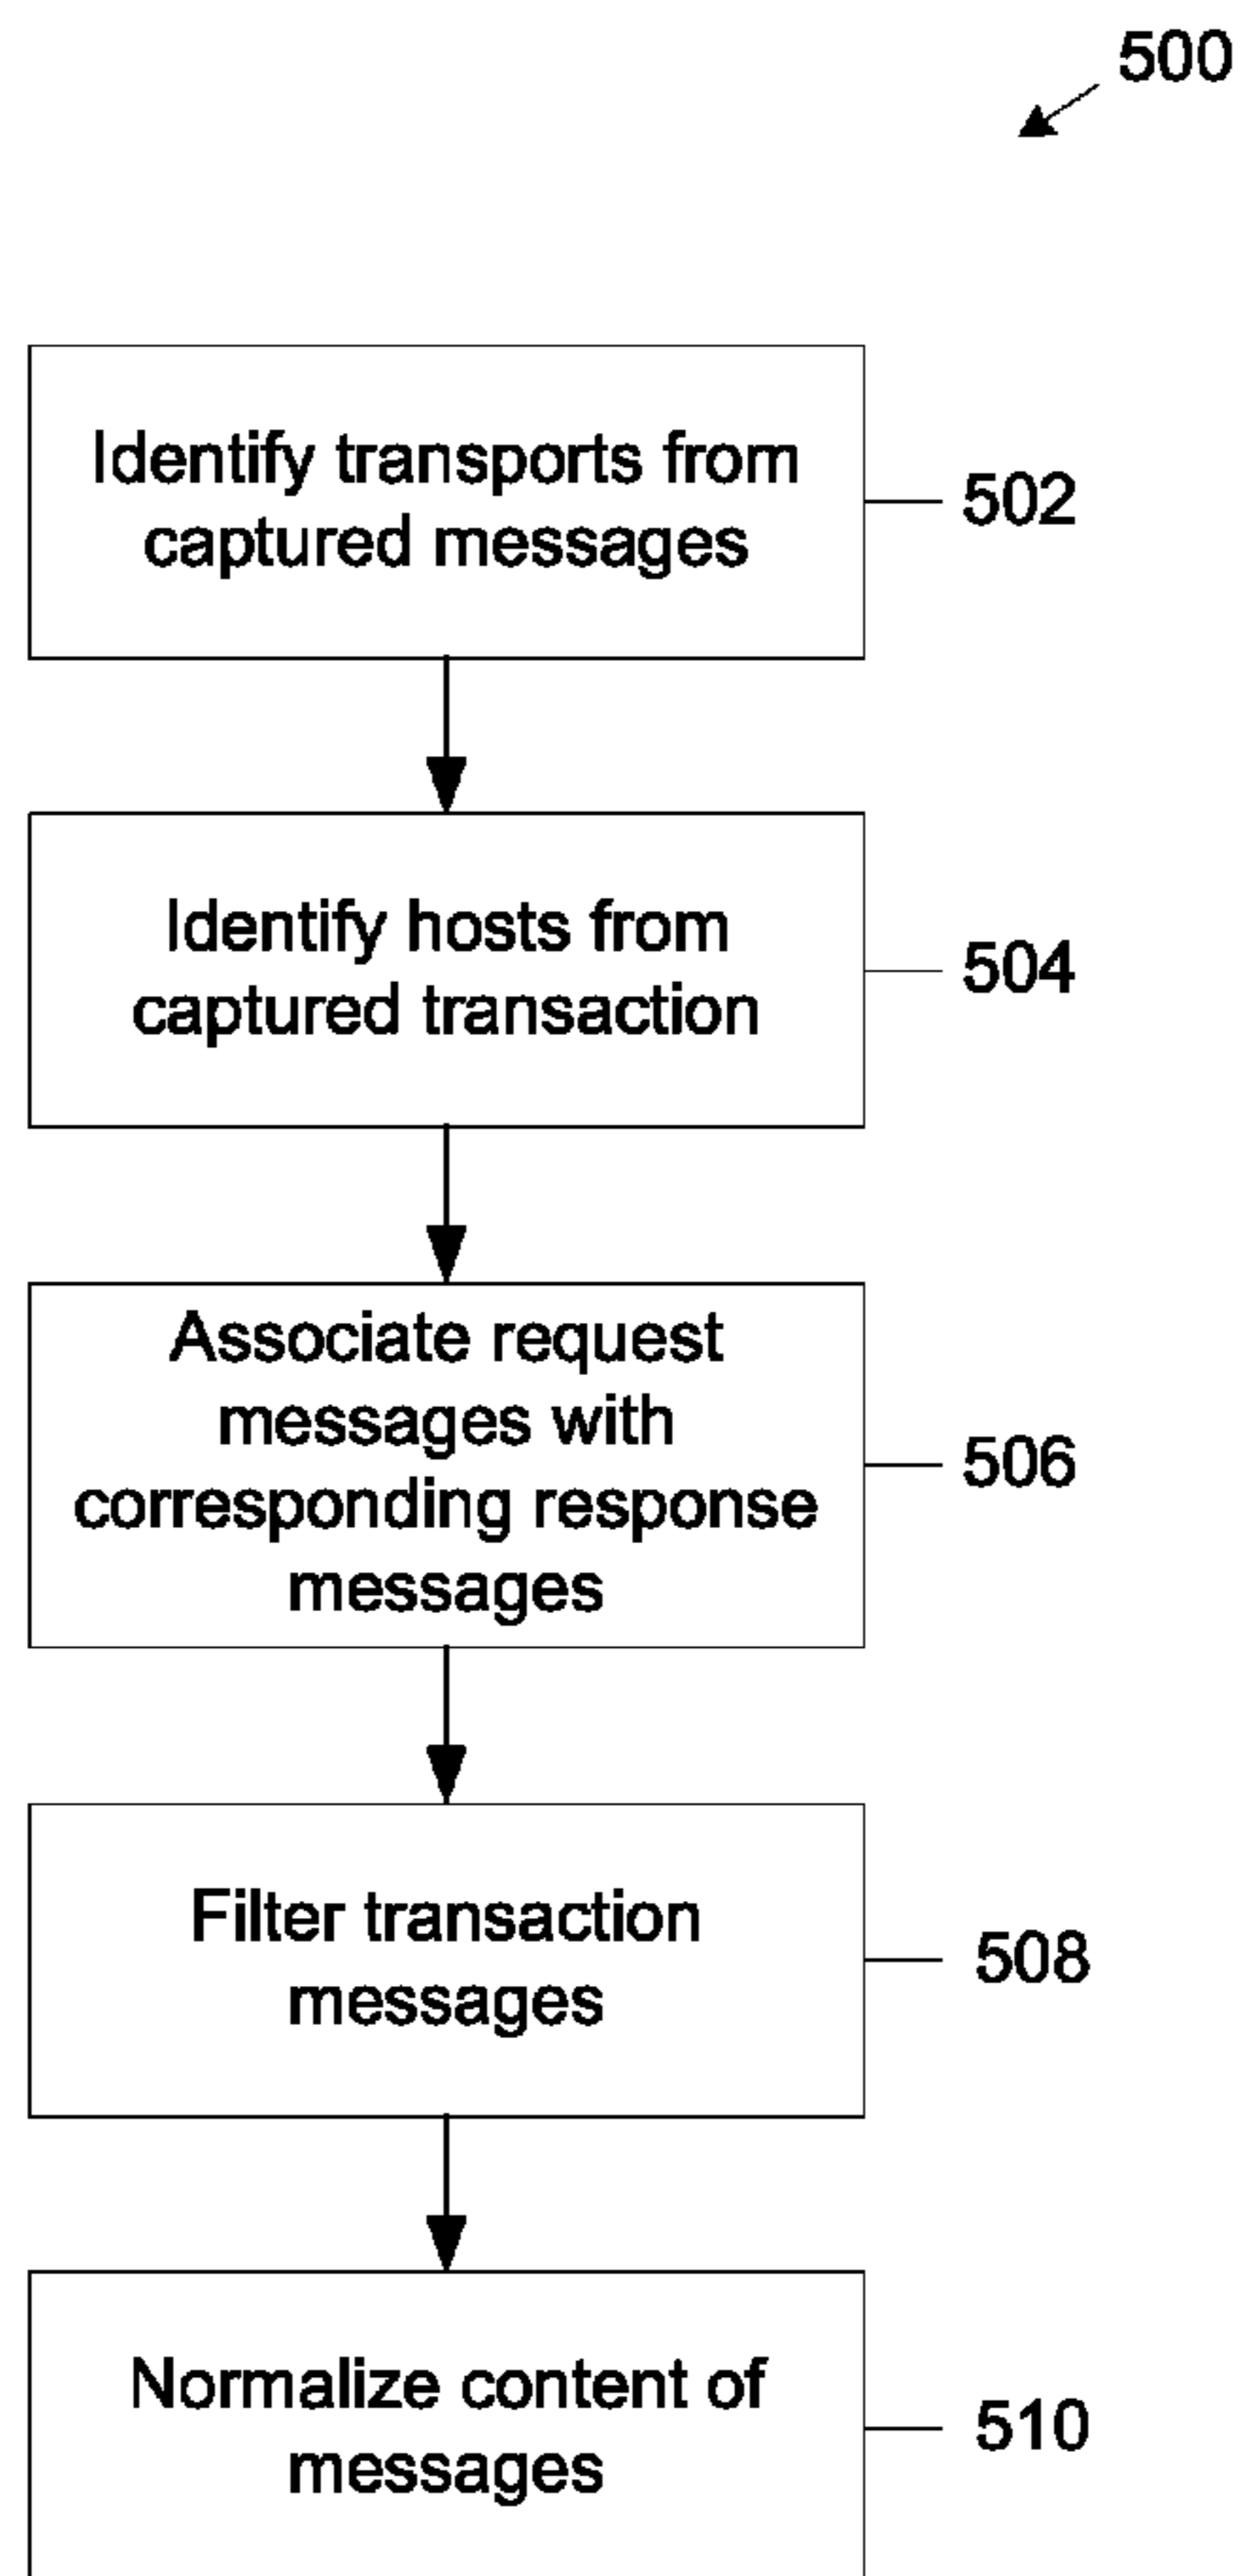 500
Identify transports from
captured messages
502
Identify hosts from
captured transaction
504
Associate request
messages with
corresponding response
messages
506
Filter transaction
messages
508
Normalize content of
messages
510